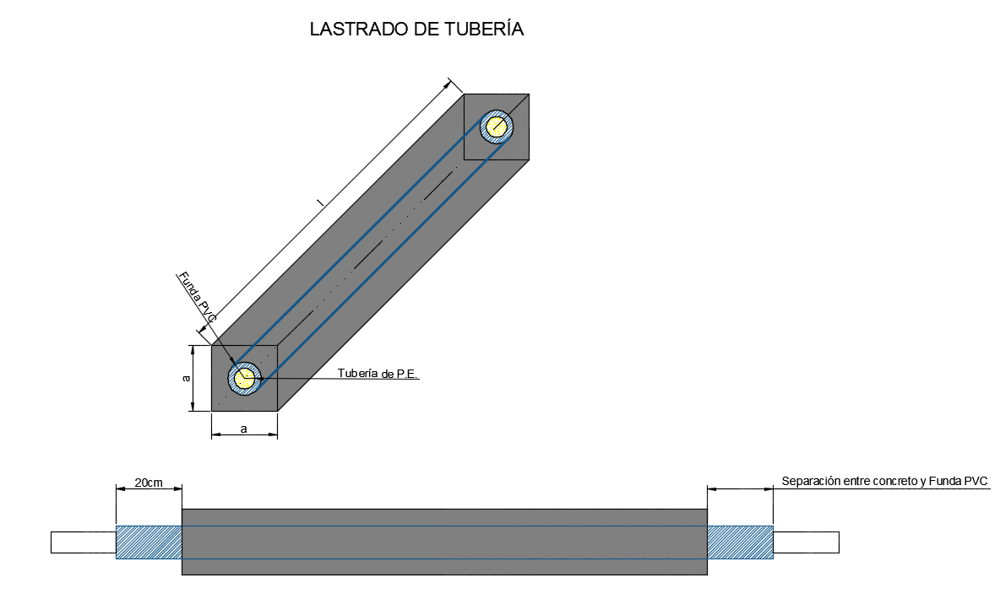 LASTRADO DE TUBERÍA
l
Funda PVC
a
Tubería de P.E.
a
20cm
Separación entre concreto y Funda PVC